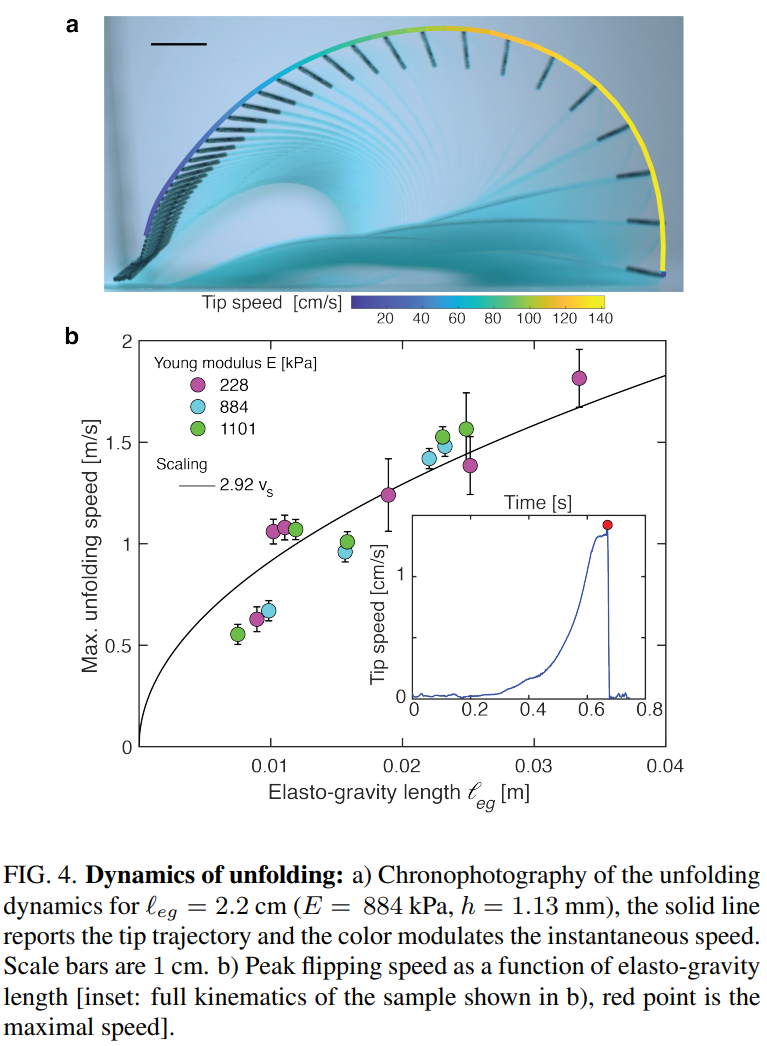 a
Tip speed [cm/s]
20 40 60 80 100 120 140
b
2
1.5
1
0.5
0
Max. unfolding speed [m/s]
Young modulus E [kPa]
228
884
1101
Scaling
2.92 vs
Time [s]
Tip speed [cm/s]
1
0
0 0.2 0.4 0.6 0.8
0.01 0.02 0.03 0.04
Elasto-gravity length ℓeg [m]
FIG. 4. Dynamics of unfolding: a) Chronophotography of the unfolding
dynamics for ℓeg = 2.2 cm (E = 884 kPa, h = 1.13 mm), the solid line
reports the tip trajectory and the color modulates the instantaneous speed.
Scale bars are 1 cm. b) Peak flipping speed as a function of elasto-gravity
length [inset: full kinematics of the sample shown in b), red point is the
maximal speed].